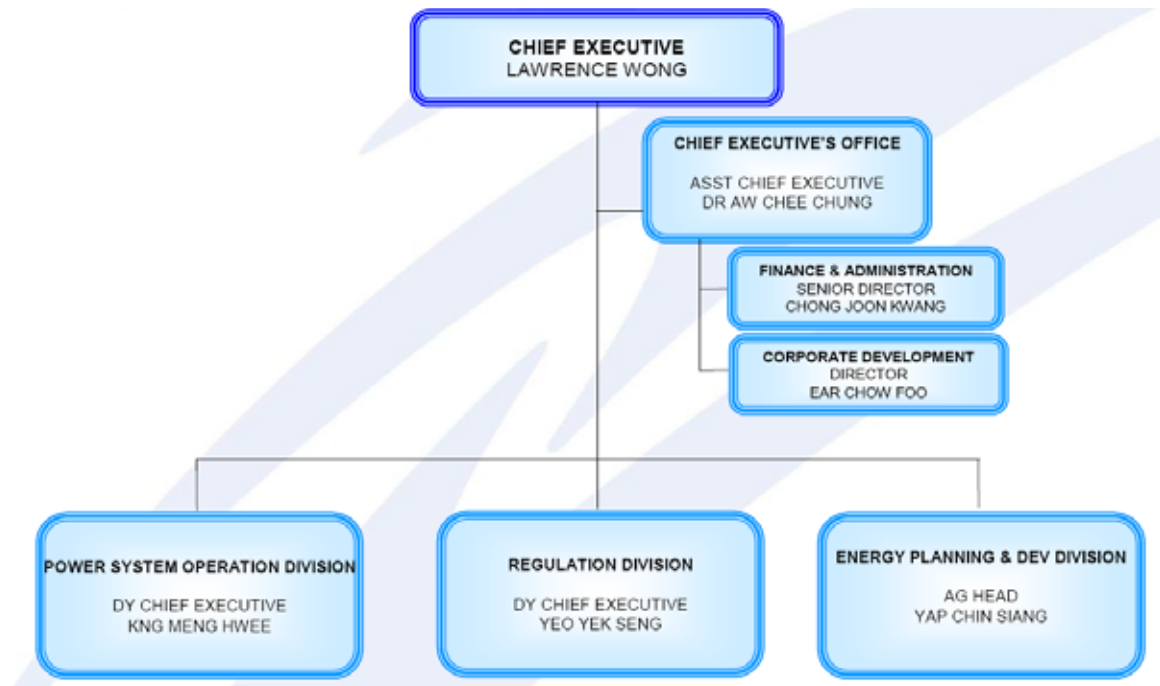 CHIEF EXECUTIVE
LAWRENCE WONG
CHIEF EXECUTIVE"S OFFICE
ASST CHIEF EXECUTIVE
DR AW CHEE CHUNG
FINANCE & ADMINISTRATION
SENIOR DIRECTOR
CHONG JOON KWANG
CORPORATE DEVELOPMENT
DIRECTOR
EAR CHOW FOO
POWER SYSTEM OPERATION DIVISION
DY CHIEF EXECUTIVE
KNG MENG HWEE
REGULATION DIVISION
DY CHIEF EXECUTIVE
YEO YEK SENG
ENERGY PLANNING & DEV DIVISION
AG HEAD
YAP CHIN SIANG